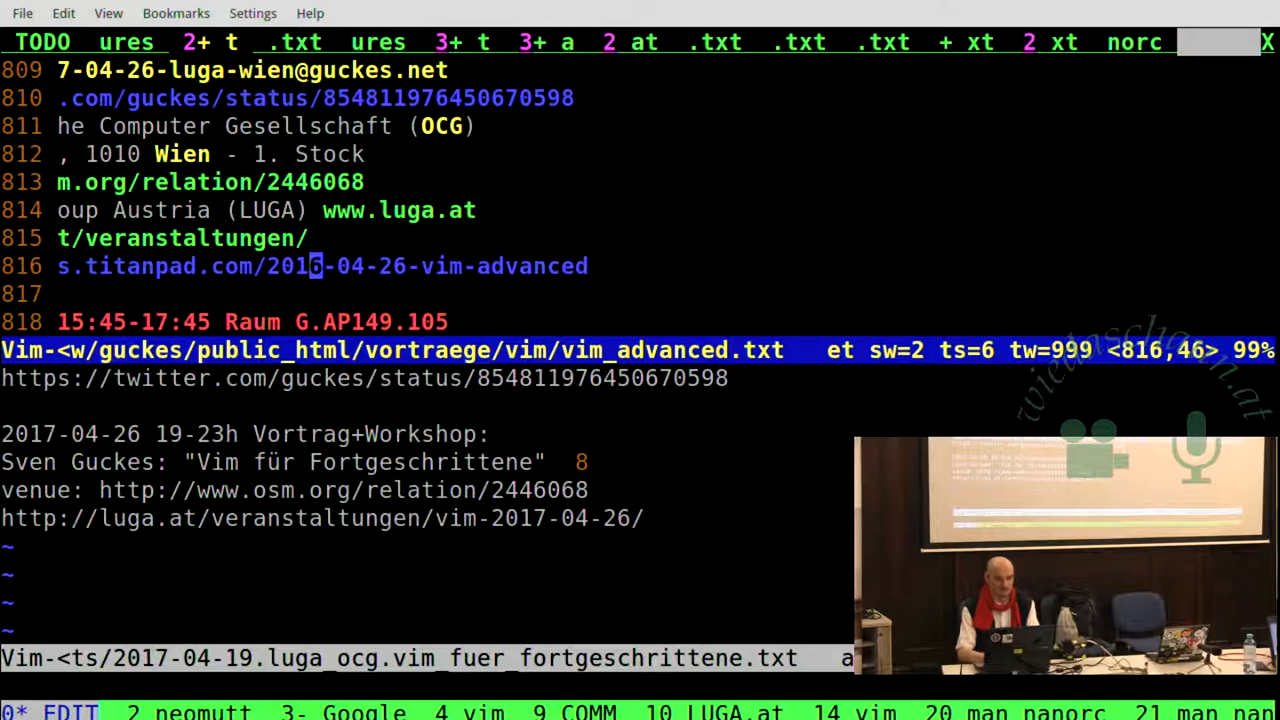 File Edit View Bookmarks Settings Help
TODO ures 2+ t .txt ures 3+ t 3+ a 2 at .txt .txt .txt + xt 2 xt norc X
809 7-04-26-luga-wien@guckes.net
810 .com/guckes/status/854811976450670598
811 he Computer Gesellschaft (OCG)
812 , 1010 Wien - 1. Stock
813 m.org/relation/2446068
814 oup Austria (LUGA) www.luga.at
815 t/veranstaltungen/
816 s.titanpad.com/2016-04-26-vim-advanced
817
818 15:45-17:45 Raum G.AP149.105
Vim-<w/guckes/public_html/vortraege/vim/vim_advanced.txt et sw=2 ts=6 tw=999 <816,46> 99%
https://twitter.com/guckes/status/854811976450670598
2017-04-26 19-23h Vortrag+Workshop:
Sven Guckes: "Vim für Fortgeschrittene" 8
venue: http://www.osm.org/relation/2446068
http://luga.at/veranstaltungen/vim-2017-04-26/
~
~
~
~
Vim-<ts/2017-04-19.luga_ocg.vim_fuer_fortgeschrittene.txt a
0* EDIT 2 neomutt 3- Google 4 vim 9 COMM 10 LUGA.at 14 vim 20 man nanorc 21 man nan
wiedaschaun.at